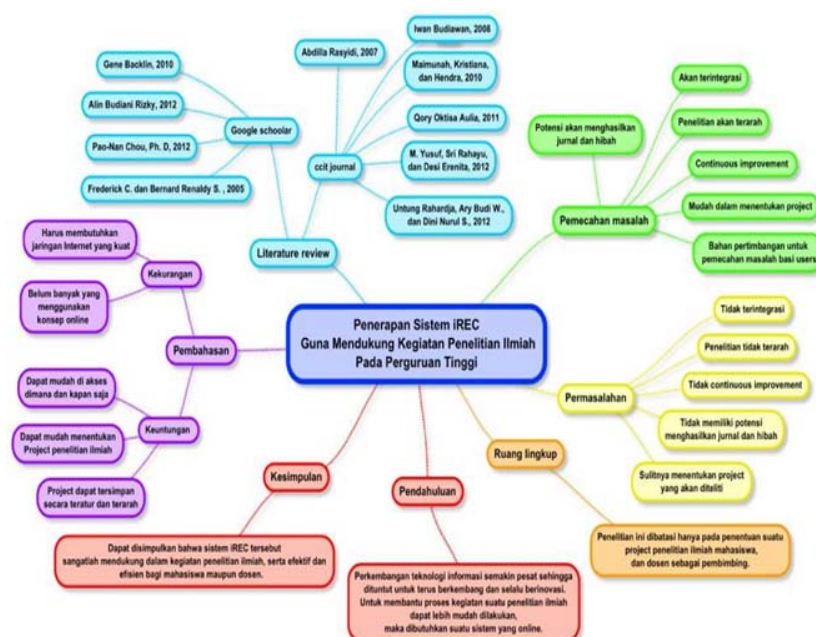 Iwan Budiawan, 2008
Abdilla Rasyidi, 2007
Gene Backlin, 2010
Maimunah, Kristiana,
dan Hendra, 2010
Akan terintegrasi
Alin Budiani Rizky, 2012
Google schoolar
Qory Oktisa Aulia, 2011
Potensi akan menghasilkan
jurnal dan hibah
Penelitian akan terarah
Pao-Nan Chou, Ph. D, 2012
ccit journal
M. Yusuf, Sri Rahayu,
dan Desi Erenita, 2012
Continuous improvement
Frederick C. dan Bernard Renaldy S. , 2005
Mudah dalam menentukan project
Untung Rahardja, Ary Budi W.,
dan Dini Nurul S., 2012
Pemecahan masalah
Harus membutuhkan
jaringan Internet yang kuat
Literature review
Bahan pertimbangan untuk
pemecahan masalah basi users
Kekurangan
Belum banyak yang
menggunakan
konsep online
Penerapan Sistem iREC
Guna Mendukung Kegiatan Penelitian Ilmiah
Pada Perguruan Tinggi
Tidak terintegrasi
Pembahasan
Penelitian tidak terarah
Dapat mudah di akses
dimana dan kapan saja
Permasalahan
Tidak continuous improvement
Keuntungan
Dapat mudah menentukan
Project penelitian ilmiah
Tidak memiliki potensi
menghasilkan jurnal dan hibah
Ruang lingkup
Kesimpulan
Sulitnya menentukan project
yang akan diteliti
Project dapat tersimpan
secara teratur dan terarah
Pendahuluan
Dapat disimpulkan bahwa sistem iREC tersebut
sangatlah mendukung dalam kegiatan penelitian ilmiah, serta efektif dan
efisien bagi mahasiswa maupun dosen.
Penelitian ini dibatasi hanya pada penentuan suatu
project penelitian ilmiah mahasiswa,
dan dosen sebagai pembimbing.
Perkembangan teknologi informasi semakin pesat sehingga
dituntut untuk terus berkembang dan selalu berinovasi.
Untuk membantu proses kegiatan suatu penelitian ilmiah
dapat lebih mudah dilakukan,
maka dibutuhkan suatu sistem yang online.